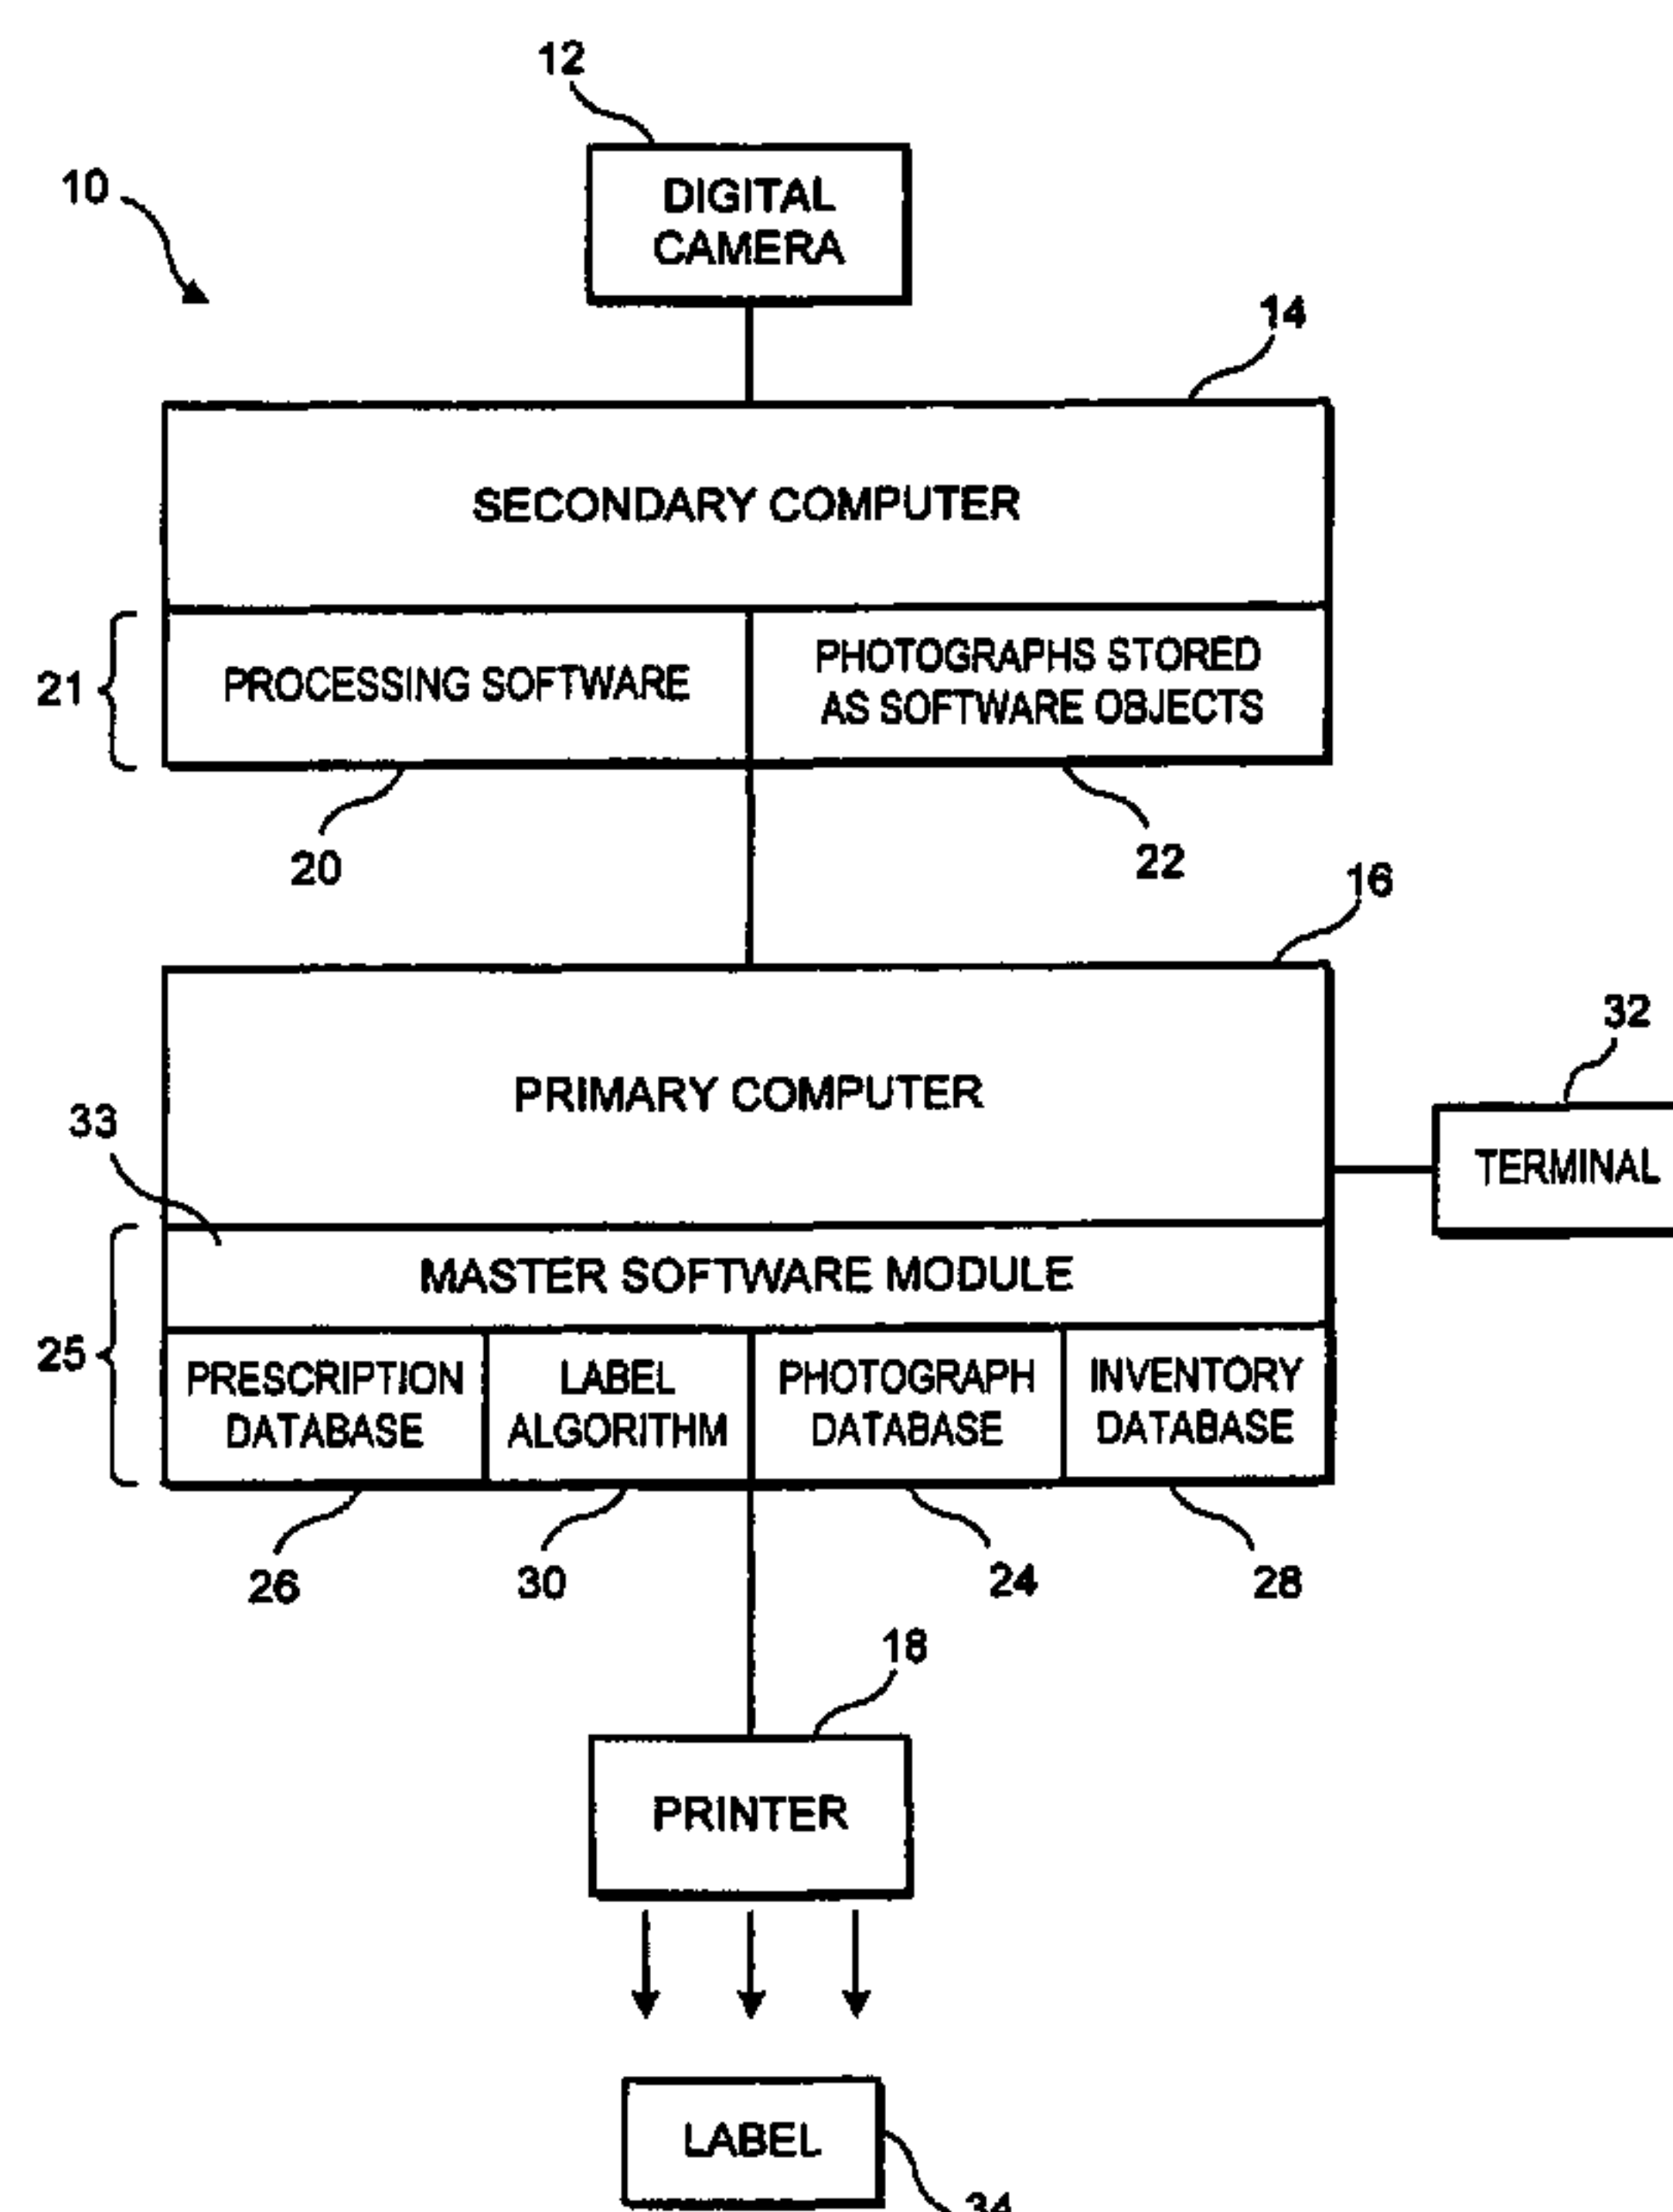 12
10
DIGITAL
CAMERA
14
SECONDARY COMPUTER
21
PROCESSING SOFTWARE
PHOTOGRAPHS STORED
AS SOFTWARE OBJECTS
20
22
16
32
PRIMARY COMPUTER
33
TERMINAL
MASTER SOFTWARE MODULE
25
PRESCRIPTION
DATABASE
LABEL
ALGORITHM
PHOTOGRAPH
DATABASE
INVENTORY
DATABASE
26
30
24
28
18
PRINTER
LABEL
34